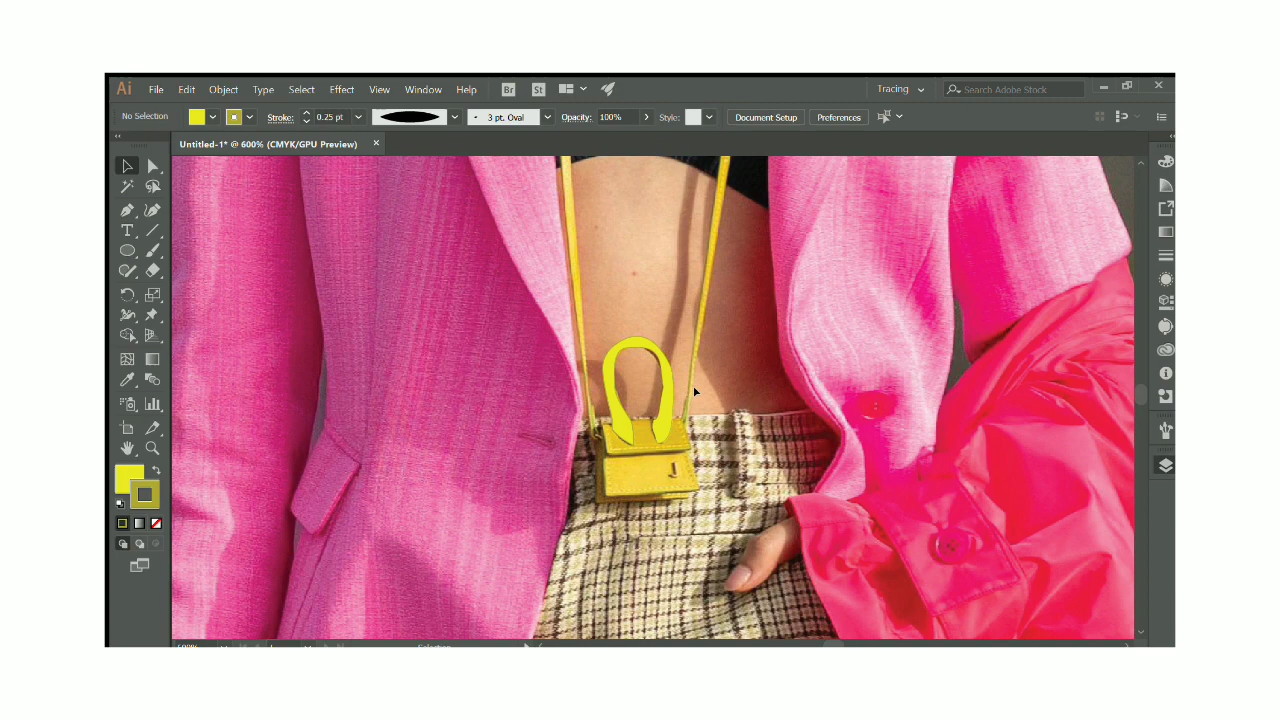 Ai File Edit Object Type Select Effect View Window Help Br St Tracing Search Adobe Stock
No Selection Stroke: 0.25 pt 3 pt. Oval Opacity: 100% Style: Document Setup Preferences
Untitled-1* @ 600% (CMYK/GPU Preview)
J